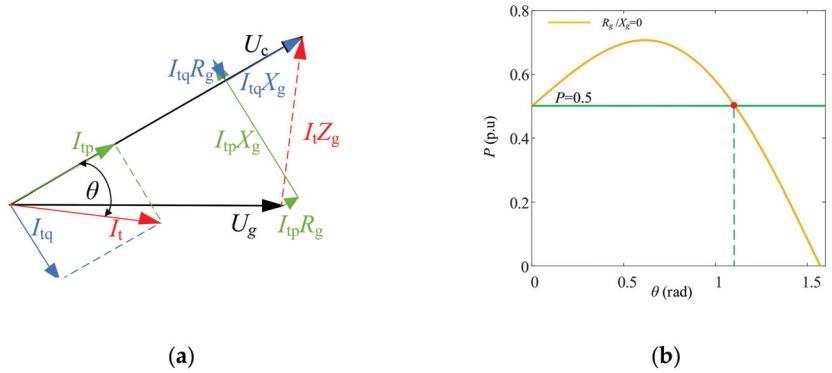 U_c
I_tqR_g
I_tqX_g
I_tp
I_tpX_g
I_tZ_g
θ
I_tq
I_t
U_g
I_tpR_g
(a)
0.8
R_g/X_g=0
0.6
P=0.5
0.4
P (p.u)
0.2
0
0 0.5 1 1.5
θ (rad)
(b)